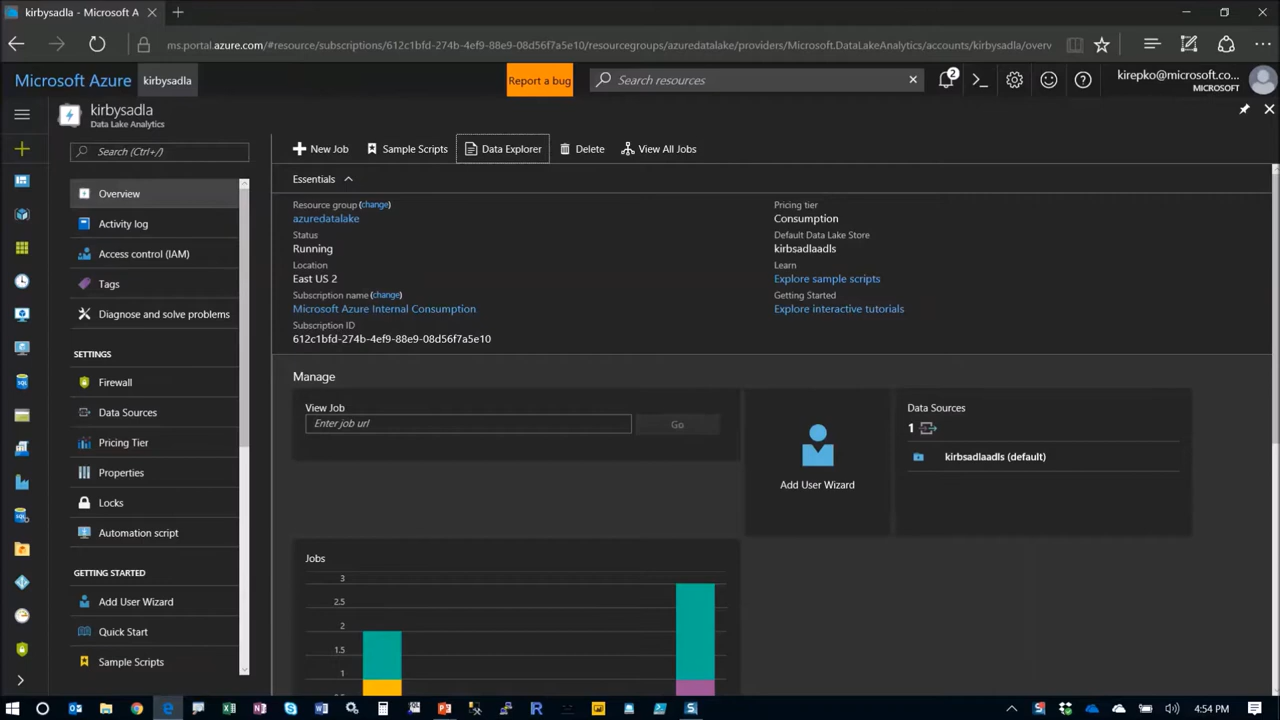 kirbysadla - Microsoft A
ms.portal.azure.com/#resource/subscriptions/612c1bfd-274b-4ef9-88e9-08d56f7a5e10/resourcegroups/azuredatalake/providers/Microsoft.DataLakeAnalytics/accounts/kirbysadla/overv
Microsoft Azure kirbysadla
Report a bug
Search resources
2
kirepko@microsoft.s...
MICROSOFT
kirbysadla
Data Lake Analytics
Search (Ctrl+/)
New Job
Sample Scripts
Data Explorer
Delete
View All Jobs
Overview
Activity log
Access control (IAM)
Tags
Diagnose and solve problems
SETTINGS
Firewall
Data Sources
Pricing Tier
Properties
Locks
Automation script
GETTING STARTED
Add User Wizard
Quick Start
Sample Scripts
Essentials
Resource group (change)
azuredatalake
Status
Running
Location
East US 2
Subscription name (change)
Microsoft Azure Internal Consumption
Subscription ID
612c1bfd-274b-4ef9-88e9-08d56f7a5e10
Pricing tier
Consumption
Default Data Lake Store
kirbsadlaadls
Learn
Explore sample scripts
Getting Started
Explore interactive tutorials
Manage
View Job
Enter job url
Go
Add User Wizard
Data Sources
1
kirbsadlaadls (default)
Jobs
3
2.5
2
1.5
1
4:54 PM